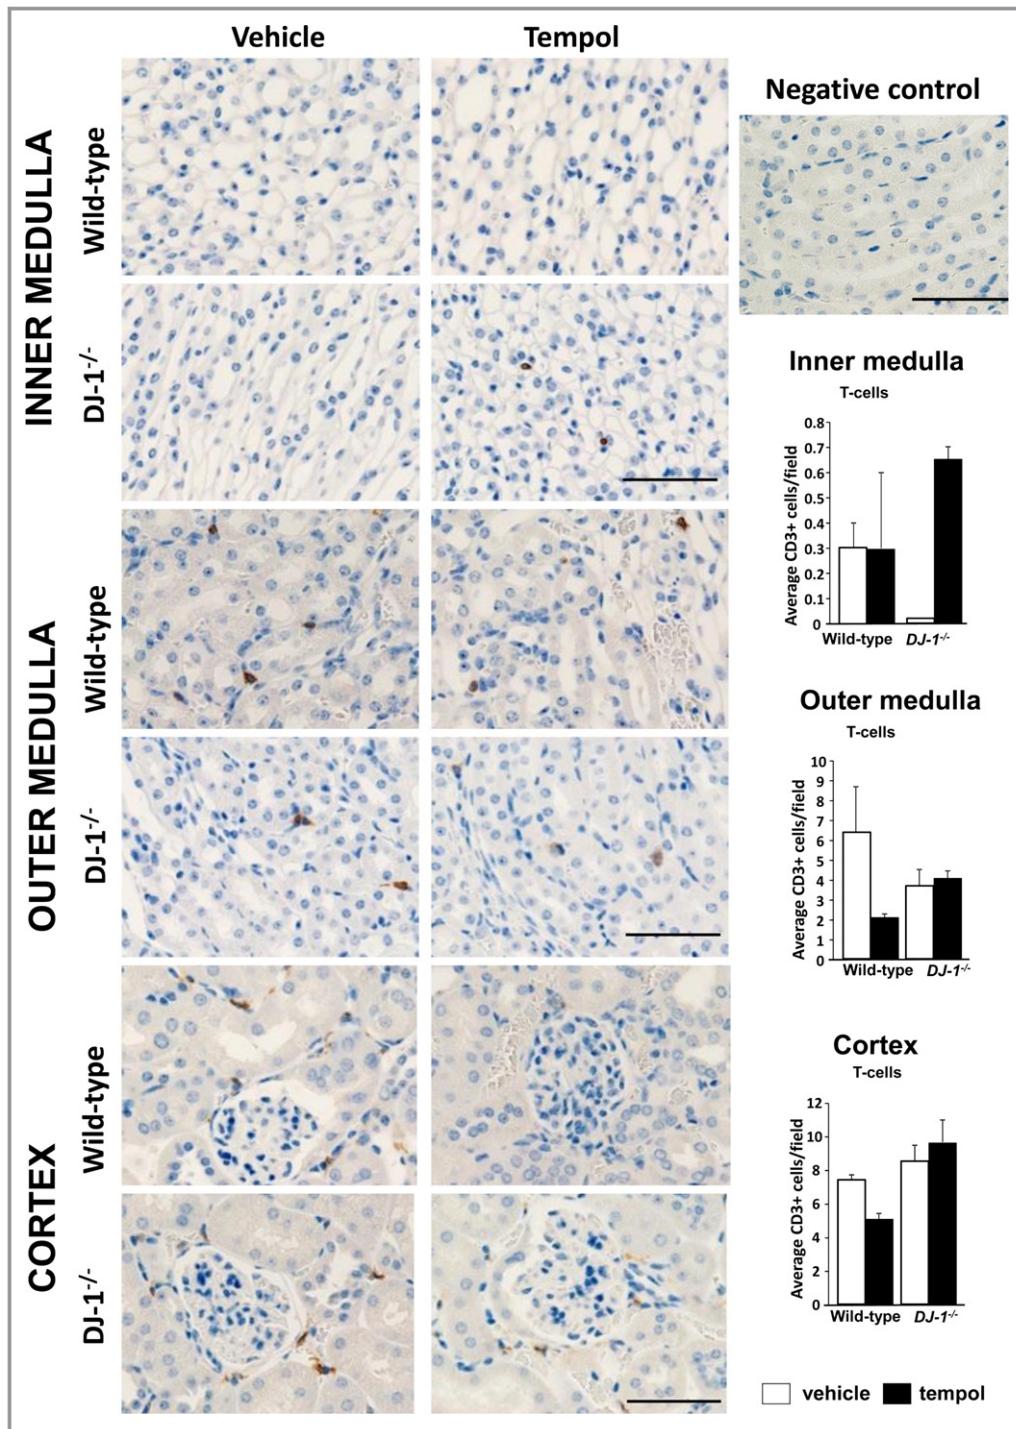 Vehicle
Tempol
INNER MEDULLA
Wild-type
DJ-1-/-
OUTER MEDULLA
Wild-type
DJ-1-/-
CORTEX
Wild-type
DJ-1-/-
Negative control
Inner medulla
T-cells
Average CD3+ cells/field
0.8
0.7
0.6
0.5
0.4
0.3
0.2
0.1
0
Wild-type DJ-1-/-
Outer medulla
T-cells
Average CD3+ cells/field
10
9
8
7
6
5
4
3
2
1
0
Wild-type DJ-1-/-
Cortex
T-cells
Average CD3+ cells/field
12
10
8
6
4
2
0
Wild-type DJ-1-/-
vehicle tempol